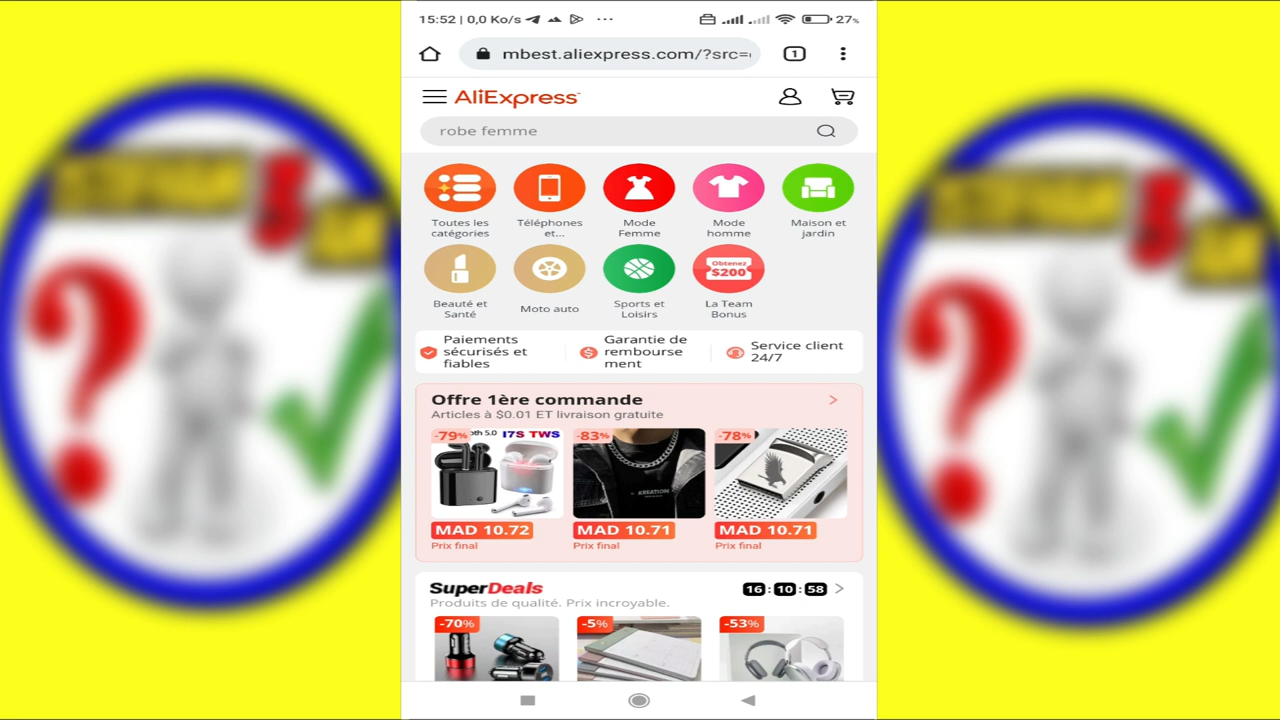 15:52 | 0,0 Ko/s ... 27%
mbest.aliexpress.com/?src=
1
AliExpress
robe femme
Toutes les catégories
Téléphones et...
Mode Femme
Mode homme
Maison et jardin
Obtenez
$200
Beauté et Santé
Moto auto
Sports et Loisirs
La Team Bonus
Paiements
sécurisés et
fiables
Garantie de
rembourse
ment
Service client
24/7
Offre 1ère commande
Articles à $0.01 ET livraison gratuite
-79% oth 5.0 I7S TWS
-83%
-78%
KREATION
MAD 10.72
MAD 10.71
MAD 10.71
Prix final
Prix final
Prix final
SuperDeals
16:10:58
Produits de qualité. Prix incroyable.
-70%
-5%
-53%